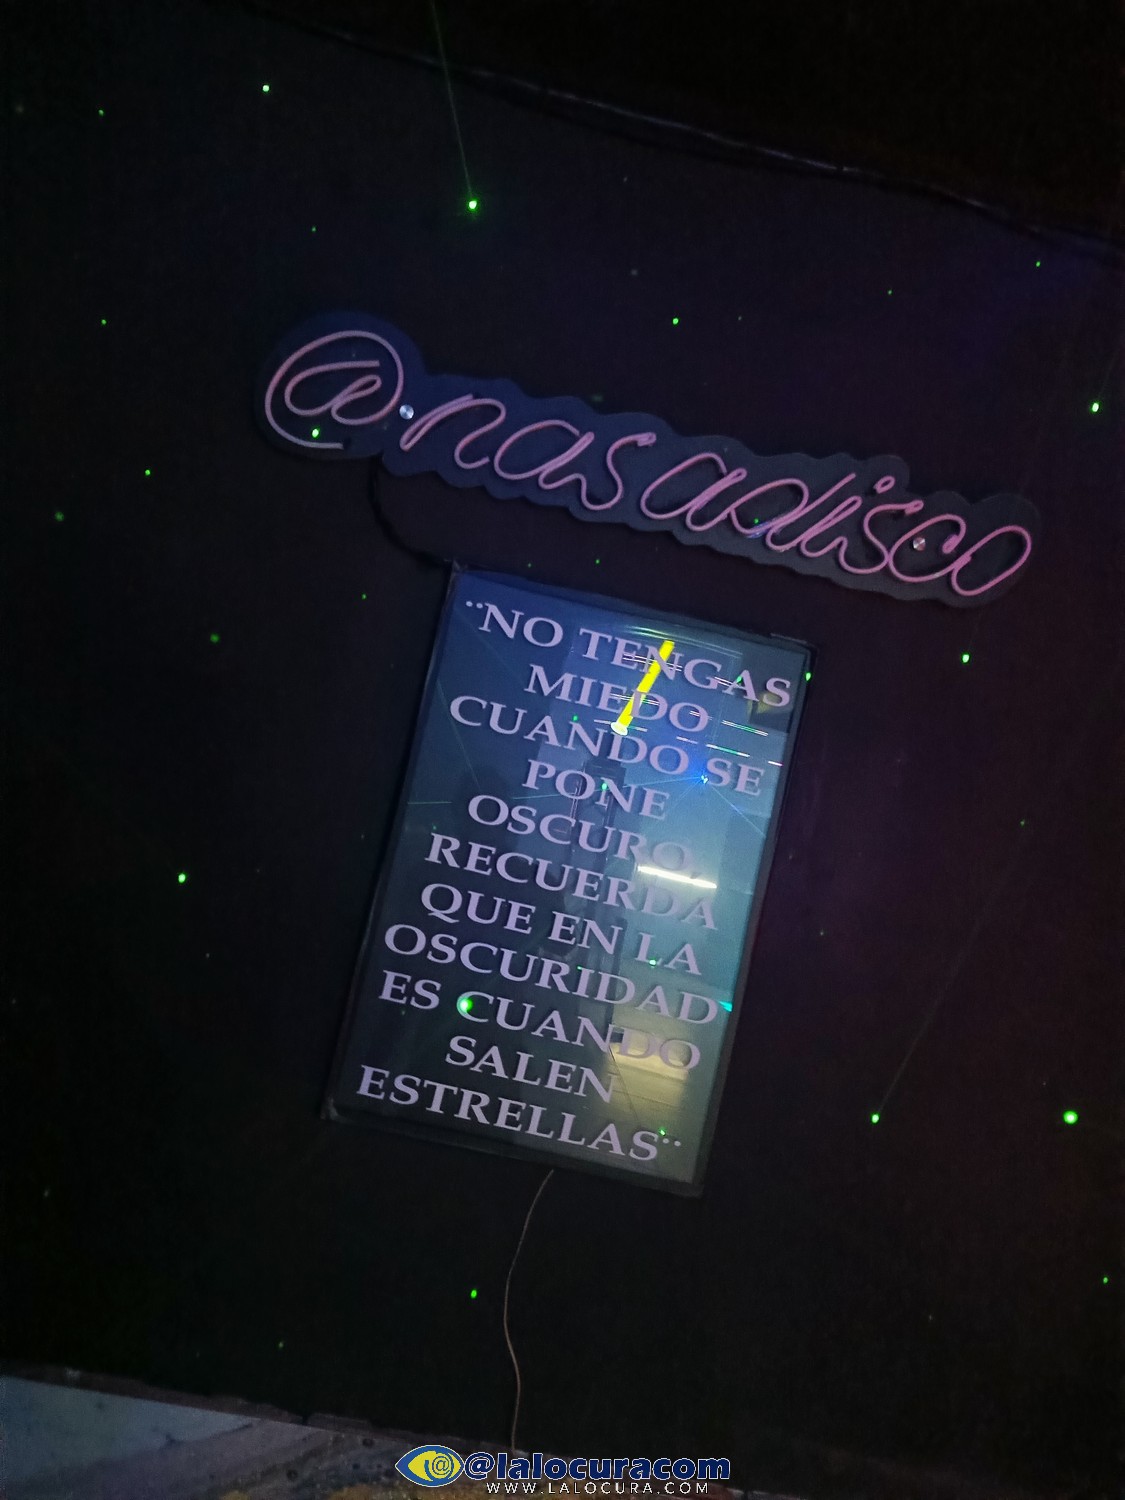 @nasadisco
¨NO TENGAS
MIEDO
CUANDO SE
PONE
OSCURO,
RECUERDA
QUE EN LA
OSCURIDAD
ES CUANDO
SALEN
ESTRELLAS¨
@lalocuracom
WWW.LALOCURA.COM